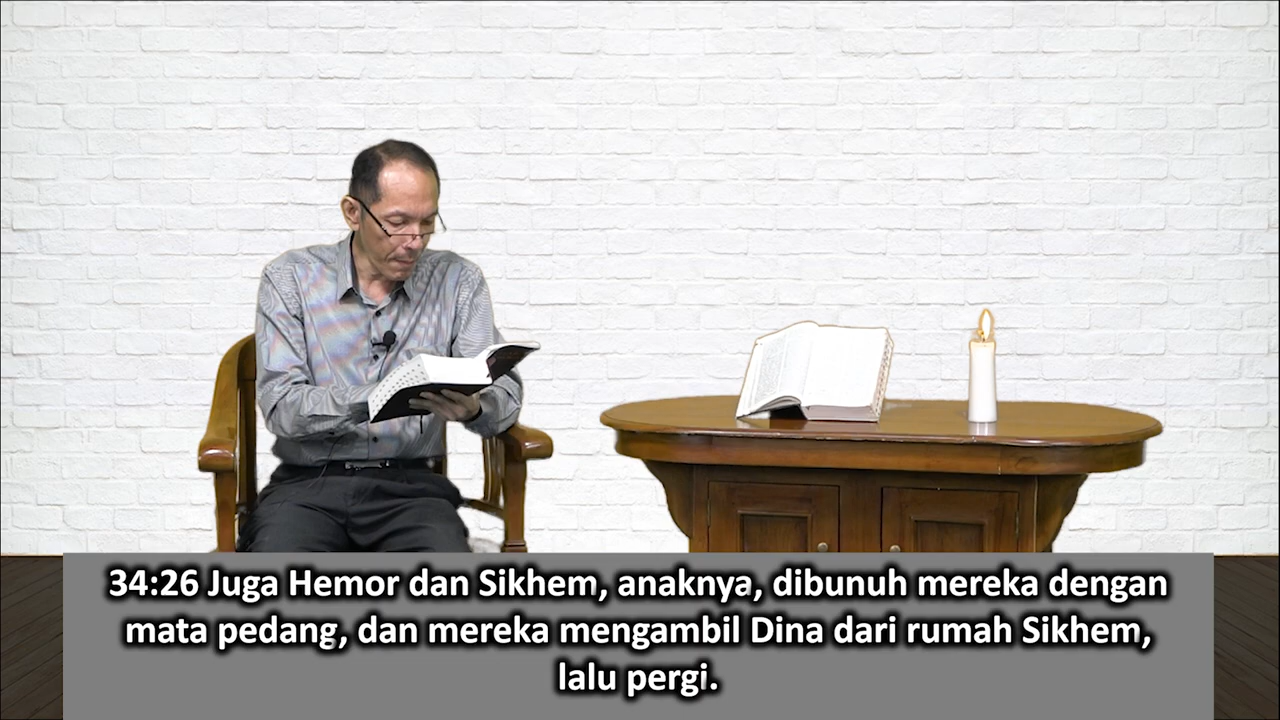 34:26 Juga Hemor dan Sikhem, anaknya, dibunuh mereka dengan
mata pedang, dan mereka mengambil Dina dari rumah Sikhem,
lalu pergi.